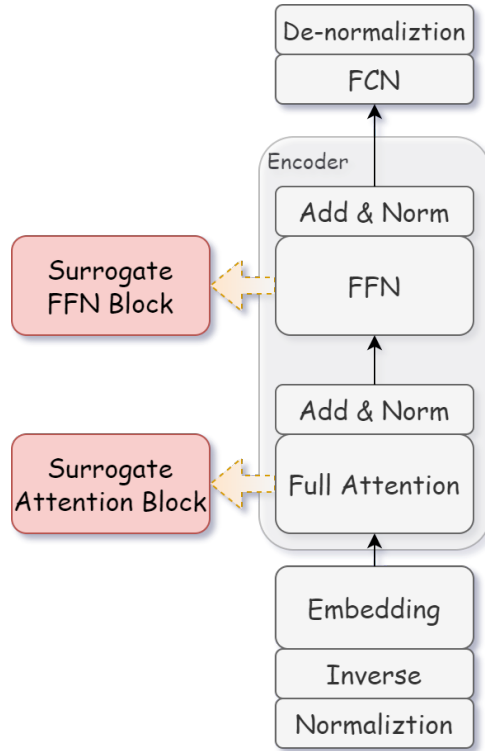 De-normaliztion
FCN
Encoder
Add & Norm
Surrogate
FFN Block
FFN
Add & Norm
Surrogate
Attention Block
Full Attention
Embedding
Inverse
Normaliztion